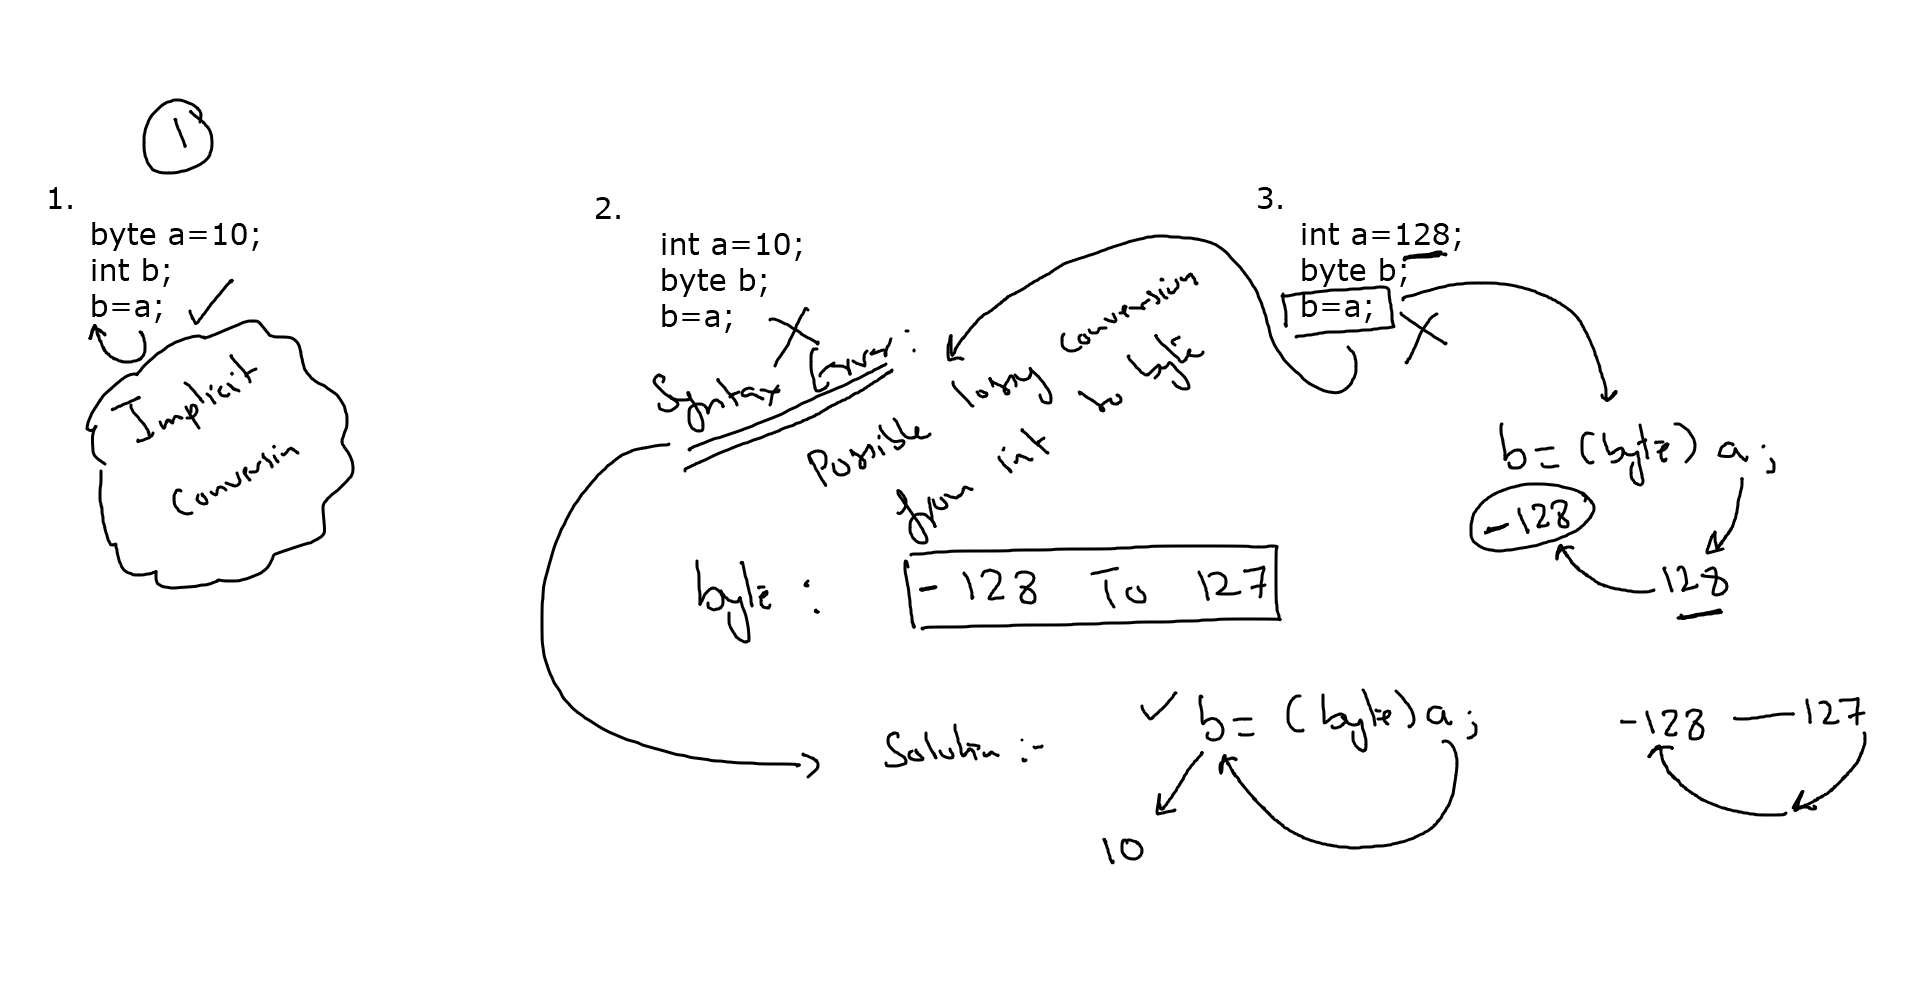 1
1.
byte a=10;
int b;
b=a;
Implicit
Conversin
2.
int a=10;
byte b;
b=a;
Syntax Error:
Possible lossy conversion
from int to byte
byte : -128 To 127
Solution :- b= (byte) a;
10
3.
int a=128;
byte b;
b=a;
b= (byte) a;
-128
128
-128 — 127